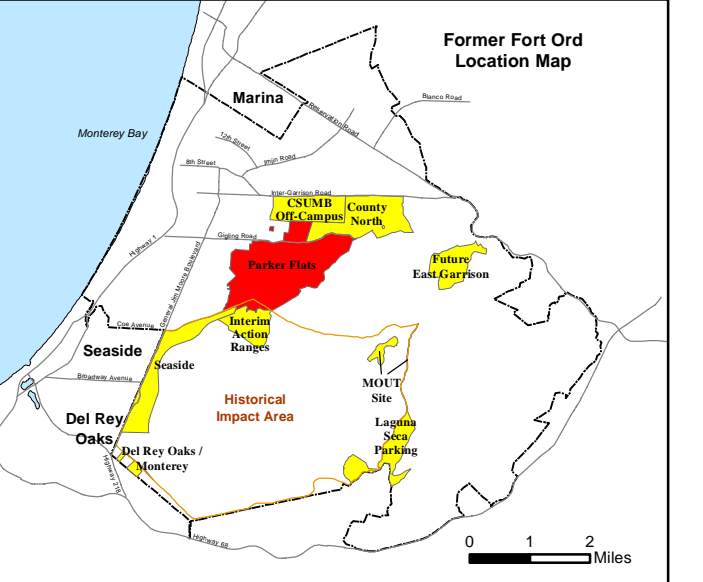 Former Fort Ord
Location Map
Marina
Blanco Road
Reservation Road
Monterey Bay
12th Street
Imjin Road
8th Street
Inter-Garrison Road
CSUMB
Off-Campus
County
North
Gigling Road
Highway 1
General Jim Moore Boulevard
Parker Flats
Future
East Garrison
Coe Avenue
Interim
Action
Ranges
Seaside
Seaside
Broadway Avenue
MOUT
Site
Historical
Impact Area
Del Rey
Oaks
Laguna
Seca
Parking
Del Rey Oaks /
Monterey
Highway 218
Highway 68
0 1 2
Miles